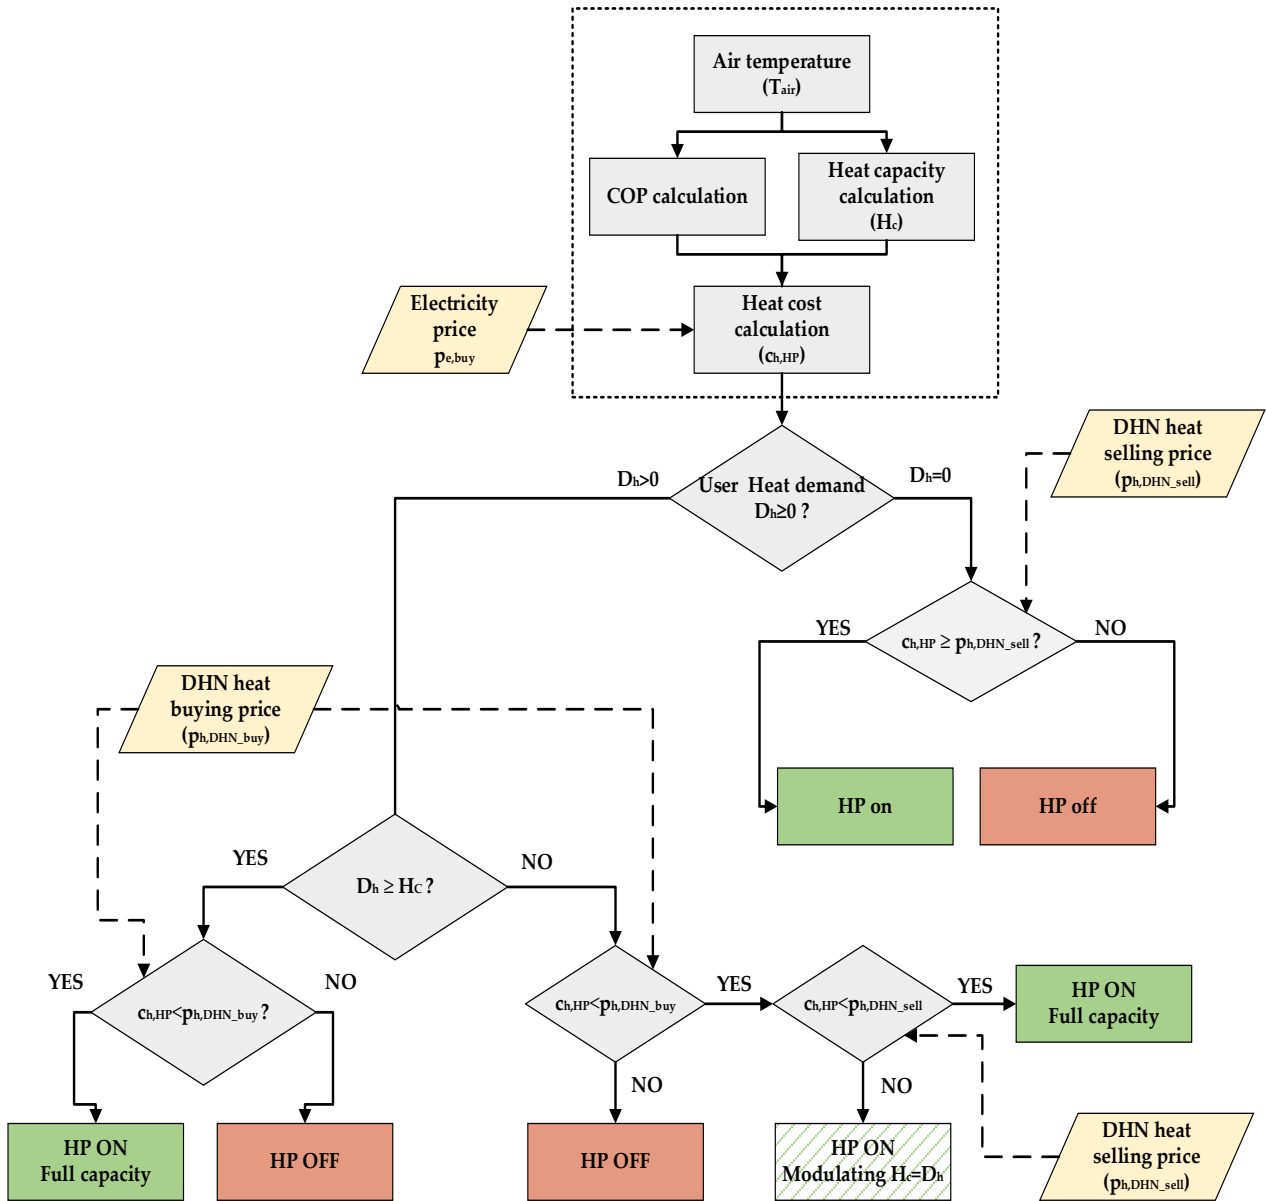 Air temperature
(Tair)
COP calculation
Heat capacity
calculation
(Hc)
Electricity
price
pe,buy
Heat cost
calculation
(ch,HP)
DHN heat
selling price
(ph,DHN_sell)
Dh>0
User Heat demand
Dh≥0 ?
Dh=0
YES
ch,HP ≥ ph,DHN_sell ?
NO
DHN heat
buying price
(ph,DHN_buy)
HP on
HP off
YES
Dh ≥ HC ?
NO
YES
ch,HP<ph,DHN_buy ?
NO
ch,HP<ph,DHN_buy
YES
ch,HP<ph,DHN_sell
YES
HP ON
Full capacity
NO
NO
HP ON
Full capacity
HP OFF
HP OFF
HP ON
Modulating Hc=Dh
DHN heat
selling price
(ph,DHN_sell)